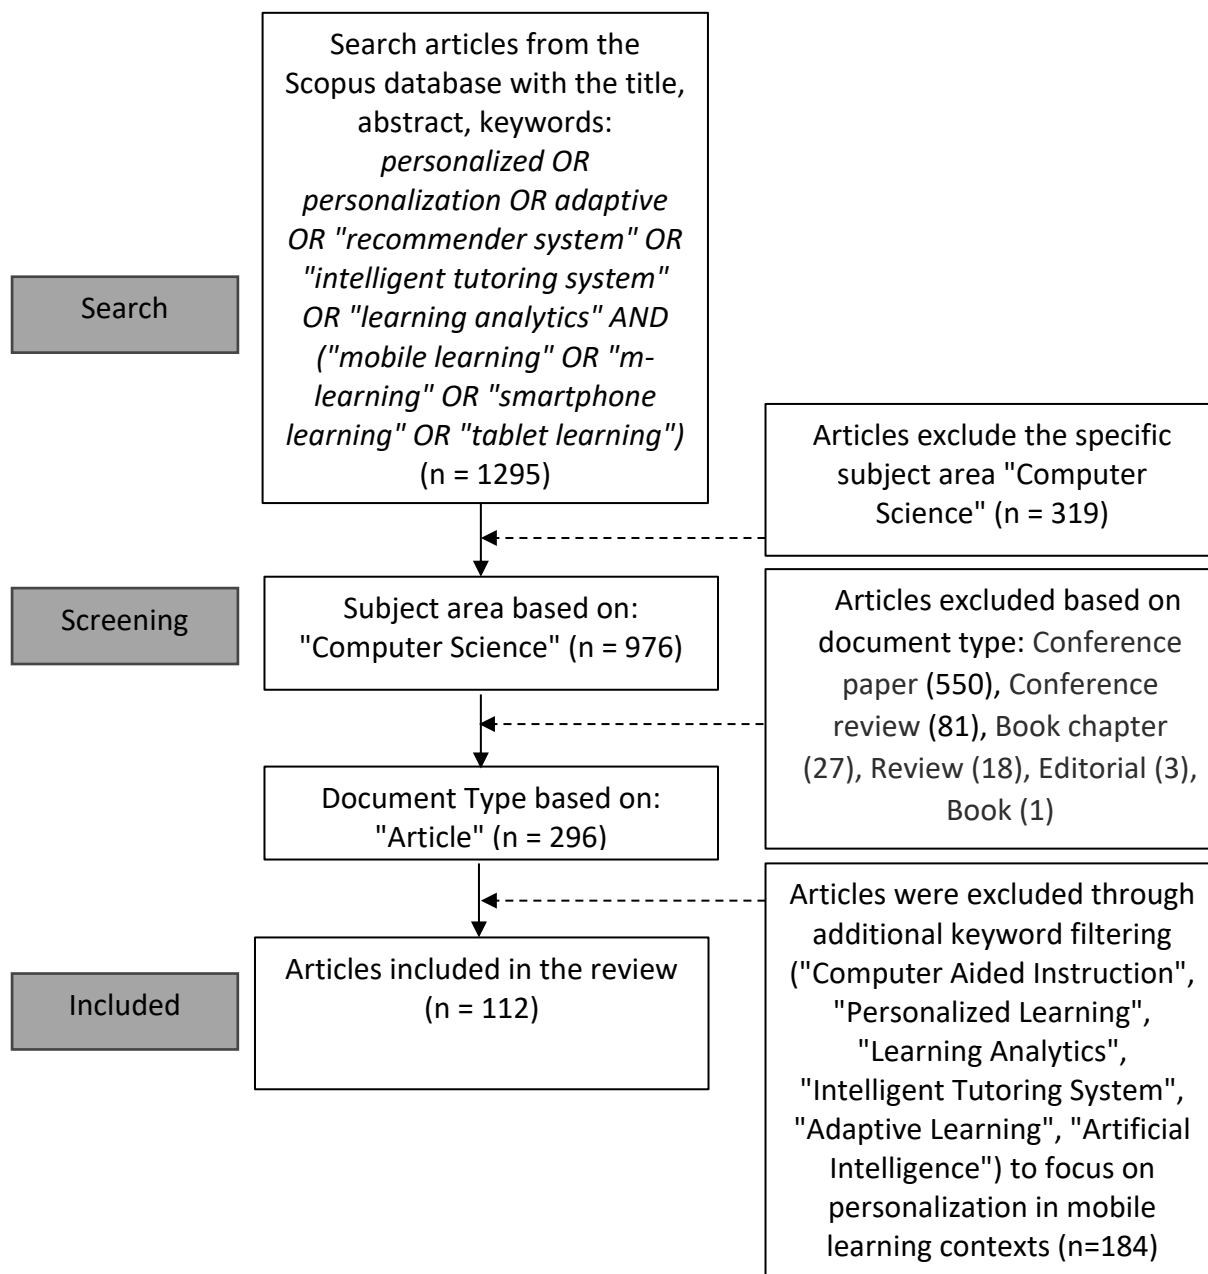 Search articles from the
Scopus database with the title,
abstract, keywords:
personalized OR
personalization OR adaptive
OR "recommender system" OR
"intelligent tutoring system"
OR "learning analytics" AND
("mobile learning" OR "m-
learning" OR "smartphone
learning" OR "tablet learning")
(n = 1295)
Search
Articles exclude the specific
subject area "Computer
Science" (n = 319)
Screening
Subject area based on:
"Computer Science" (n = 976)
Articles excluded based on
document type: Conference
paper (550), Conference
review (81), Book chapter
(27), Review (18), Editorial (3),
Book (1)
Document Type based on:
"Article" (n = 296)
Articles were excluded through
additional keyword filtering
("Computer Aided Instruction",
"Personalized Learning",
"Learning Analytics",
"Intelligent Tutoring System",
"Adaptive Learning", "Artificial
Intelligence") to focus on
personalization in mobile
learning contexts (n=184)
Included
Articles included in the review
(n = 112)